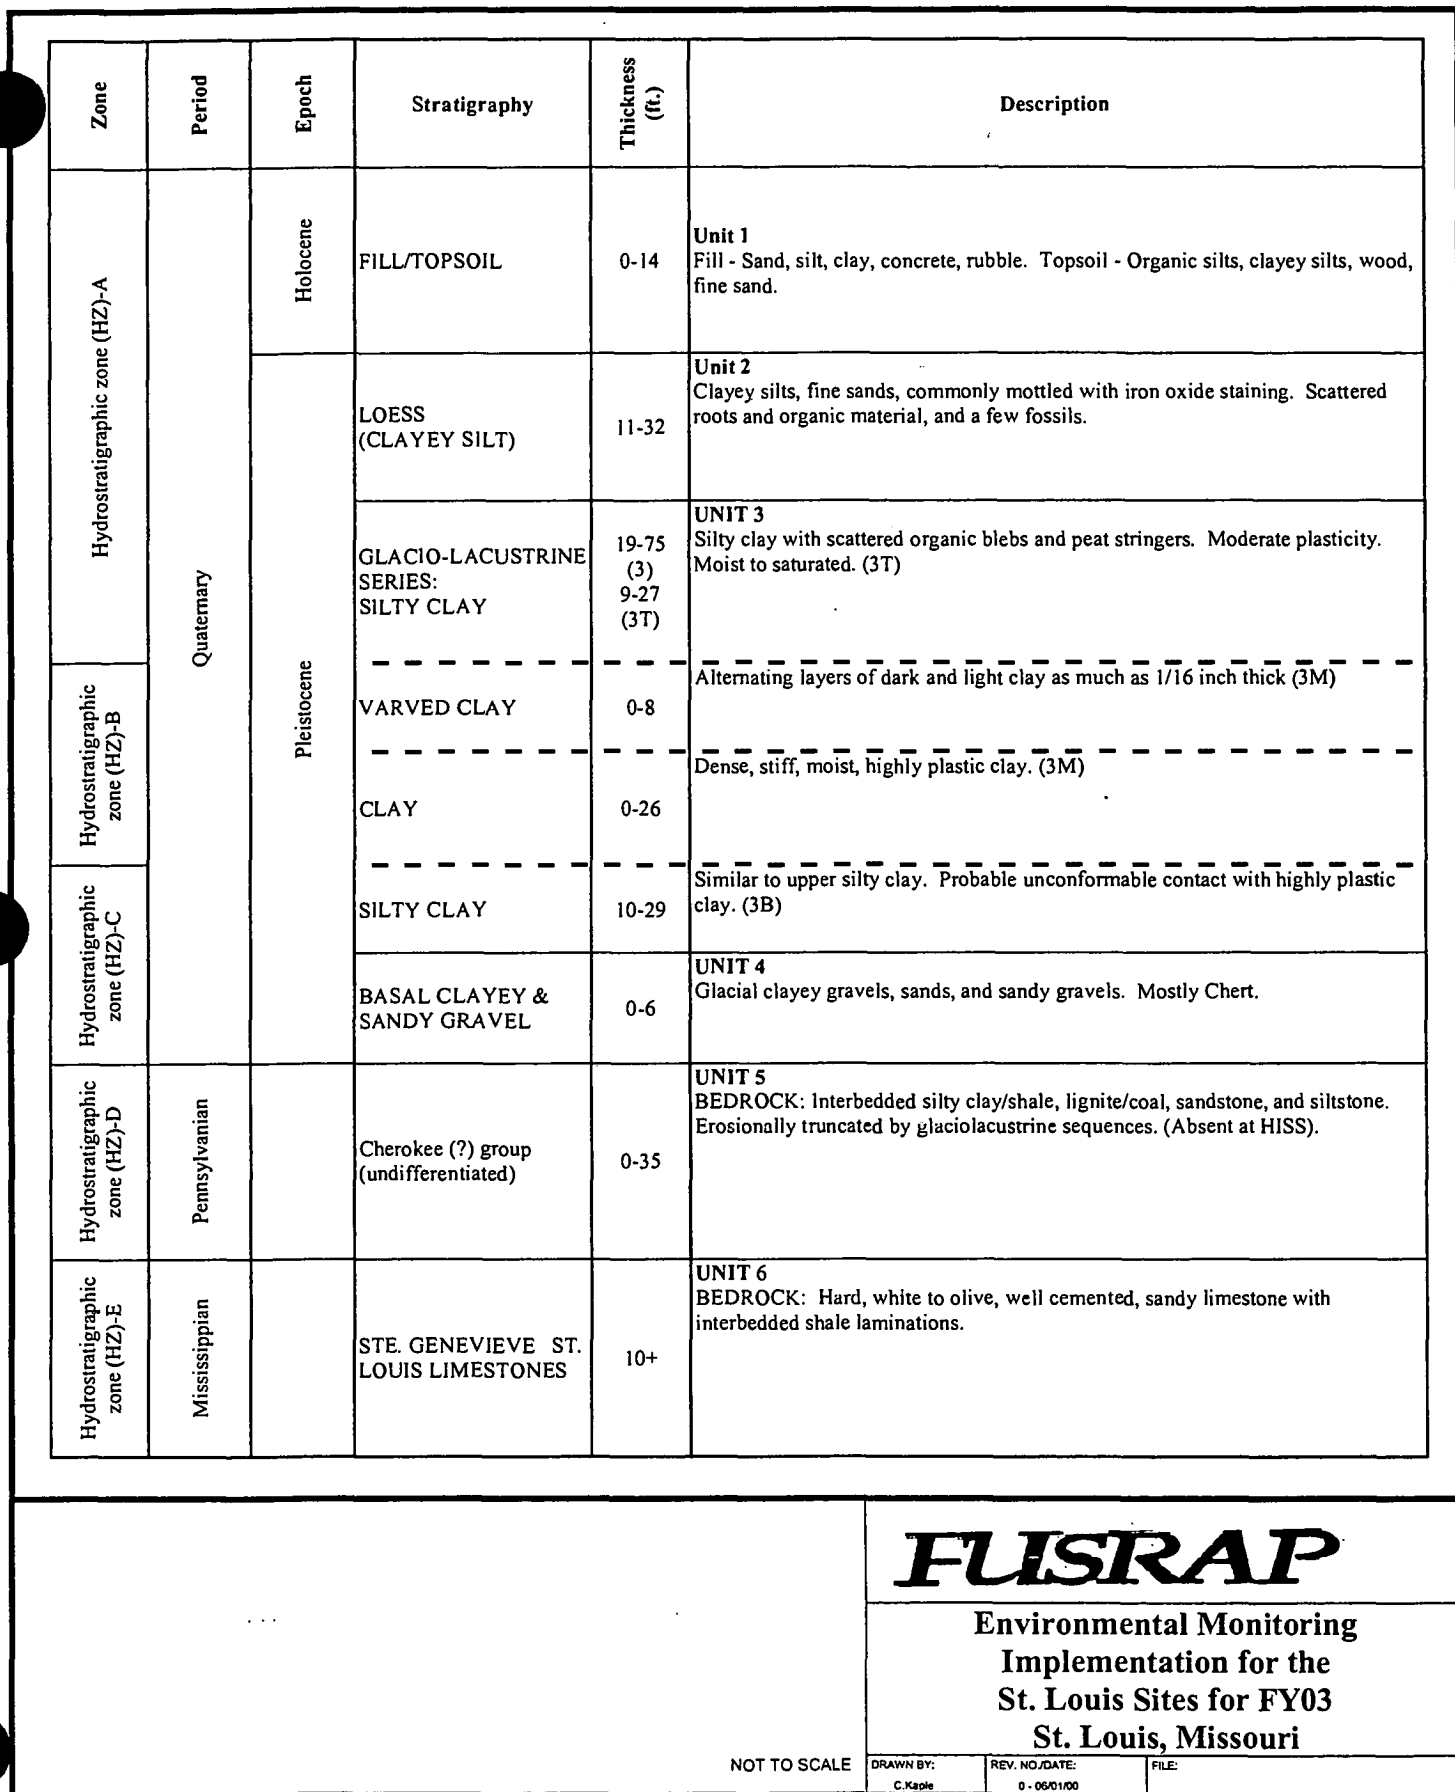 Zone
Period
Epoch
Stratigraphy
Thickness
(ft.)
Description
Hydrostratigraphic zone (HZ)-A
Quaternary
Holocene
FILL/TOPSOIL
0-14
Unit 1
Fill - Sand, silt, clay, concrete, rubble. Topsoil - Organic silts, clayey silts, wood,
fine sand.
Pleistocene
LOESS
(CLAYEY SILT)
11-32
Unit 2
Clayey silts, fine sands, commonly mottled with iron oxide staining. Scattered
roots and organic material, and a few fossils.
GLACIO-LACUSTRINE
SERIES:
SILTY CLAY
19-75
(3)
9-27
(3T)
UNIT 3
Silty clay with scattered organic blebs and peat stringers. Moderate plasticity.
Moist to saturated. (3T)
Hydrostratigraphic
zone (HZ)-B
VARVED CLAY
0-8
Alternating layers of dark and light clay as much as 1/16 inch thick (3M)
CLAY
0-26
Dense, stiff, moist, highly plastic clay. (3M)
Hydrostratigraphic
zone (HZ)-C
SILTY CLAY
10-29
Similar to upper silty clay. Probable unconformable contact with highly plastic
clay. (3B)
BASAL CLAYEY &
SANDY GRAVEL
0-6
UNIT 4
Glacial clayey gravels, sands, and sandy gravels. Mostly Chert.
Hydrostratigraphic
zone (HZ)-D
Pennsylvanian
Cherokee (?) group
(undifferentiated)
0-35
UNIT 5
BEDROCK: Interbedded silty clay/shale, lignite/coal, sandstone, and siltstone.
Erosionally truncated by glaciolacustrine sequences. (Absent at HISS).
Hydrostratigraphic
zone (HZ)-E
Mississippian
STE. GENEVIEVE ST.
LOUIS LIMESTONES
10+
UNIT 6
BEDROCK: Hard, white to olive, well cemented, sandy limestone with
interbedded shale laminations.
FUSRAP
Environmental Monitoring
Implementation for the
St. Louis Sites for FY03
St. Louis, Missouri
NOT TO SCALE
DRAWN BY:
C.Kaple
REV. NO./DATE:
0 - 06/01/00
FILE: